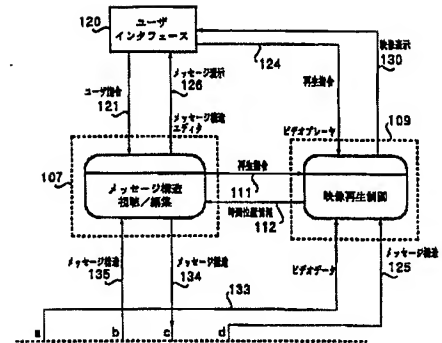 120
ユーザ
インタフェース
124
映像表示
130
メッセージ表示
126
ユーザ指令
121
再生指令
メッセージ構造
エディタ
ビデオプレーヤ
109
107
メッセージ構造
視聴/編集
再生指令
111
時間位置情報
112
映像再生制御
メッセージ構造
135
メッセージ構造
134
ビデオデータ
メッセージ構造
125
133
a
b
c
d